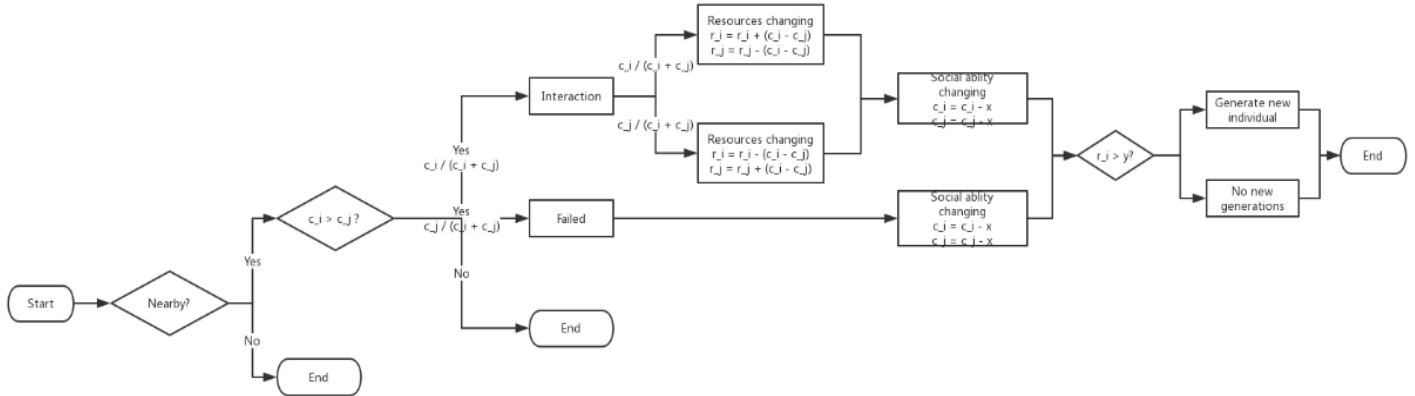 Start
Nearby?
Yes
No
End
c_i > c_j ?
Yes
c_i / (c_i + c_j)
Yes
c_j / (c_i + c_j)
No
End
Interaction
Failed
c_i / (c_i + c_j)
c_j / (c_i + c_j)
Resources changing
r_i = r_i + (c_i - c_j)
r_j = r_j - (c_i - c_j)
Resources changing
r_i = r_i - (c_i - c_j)
r_j = r_j + (c_i - c_j)
Social ablity
changing
c_i = c_i - x
c_j = c_j - x
Social ablity
changing
c_i = c_i - x
c_j = c_j - x
r_i > y?
Generate new
individual
No new
generations
End